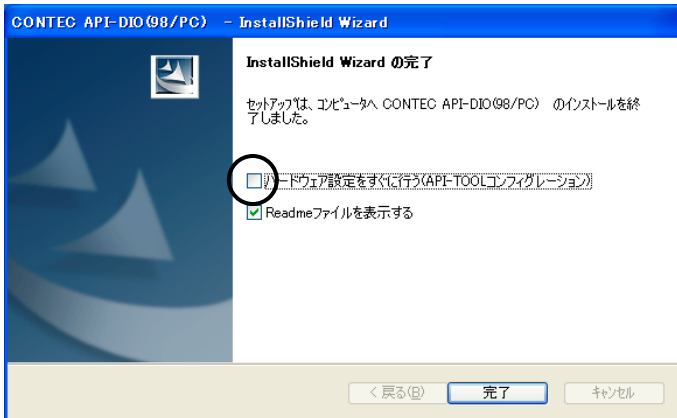 CONTEC API-DIO(98/PC) - InstallShield Wizard
InstallShield Wizard の完了
セットアップは、コンピュータへ CONTEC API-DIO(98/PC) のインストールを終
了しました。
ハードウェア設定をすぐに行う(API-TOOLコンフィグレーション)
Readmeファイルを表示する
< 戻る(B)
完了
キャンセル